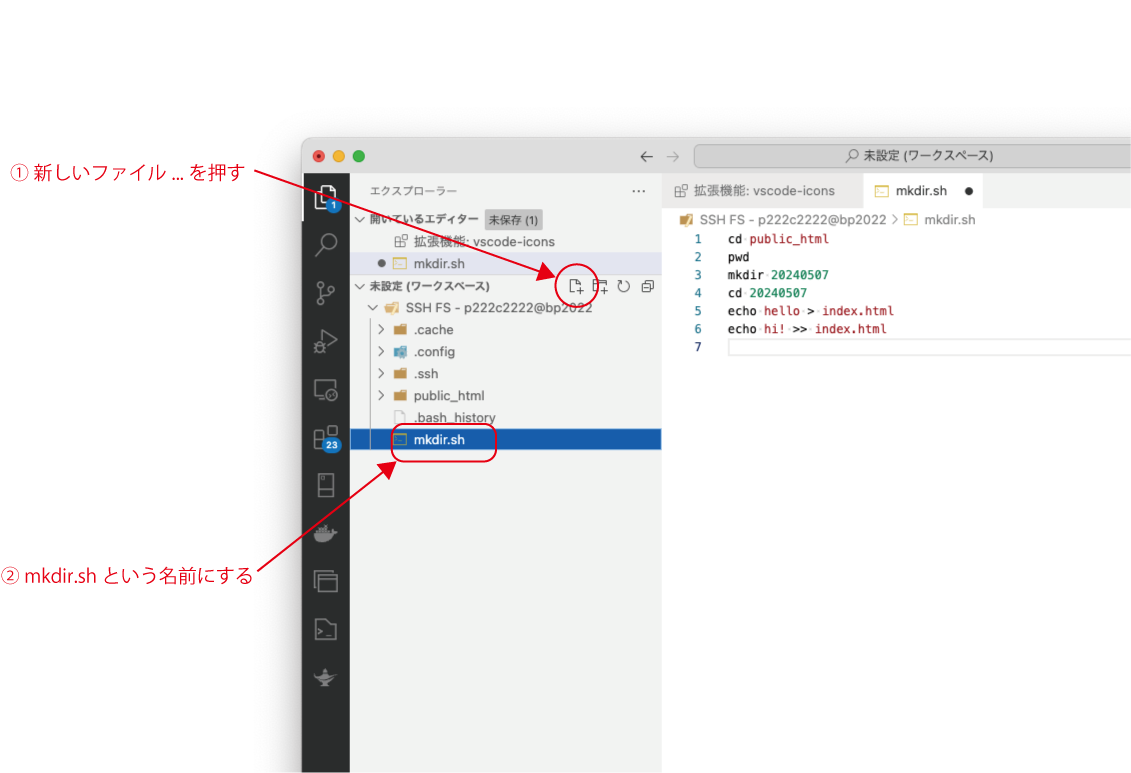 ① 新しいファイル ... を押す
② mkdir.sh という名前にする
未設定 (ワークスペース)
1
23
エクスプローラー
開いているエディター 未保存 (1)
拡張機能: vscode-icons
mkdir.sh
未設定 (ワークスペース)
SSH FS - p222c2222@bp2022
.cache
.config
.ssh
public_html
.bash_history
mkdir.sh
拡張機能: vscode-icons mkdir.sh
SSH FS - p222c2222@bp2022 > mkdir.sh
1 cd public_html
2 pwd
3 mkdir 20240507
4 cd 20240507
5 echo hello > index.html
6 echo hi! >> index.html
7